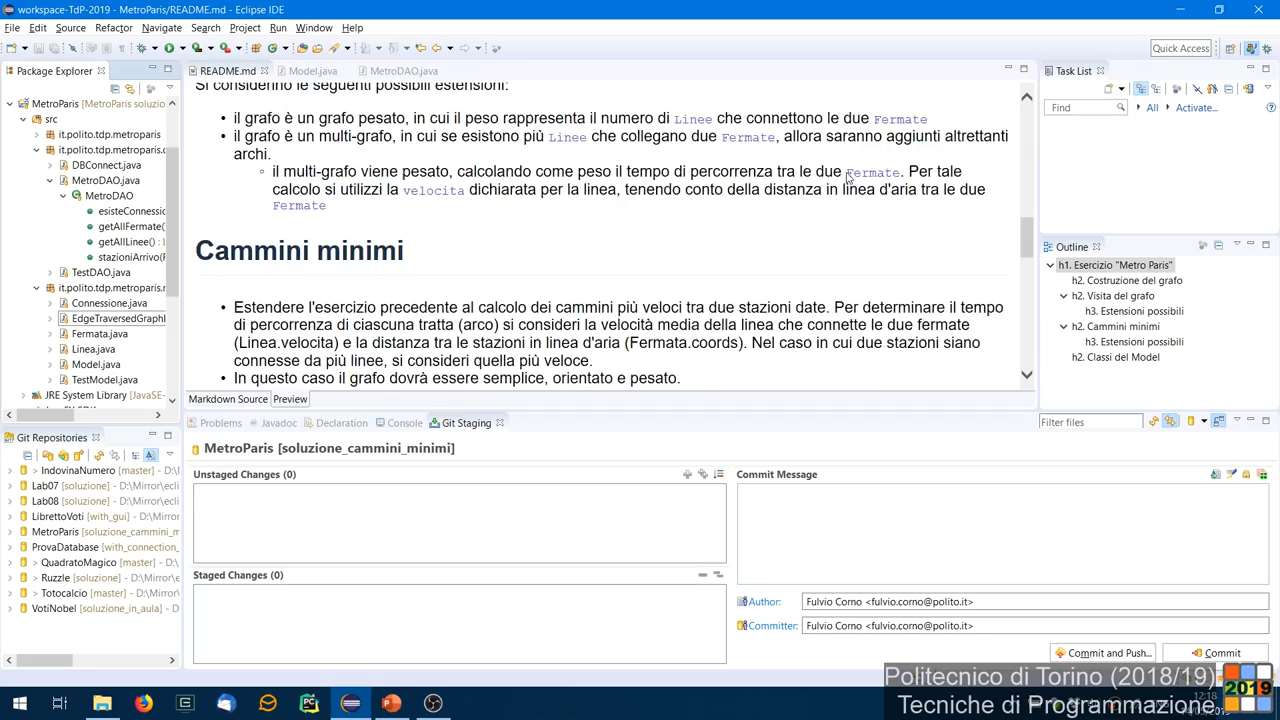 workspace-TdP-2019 - MetroParis/README.md - Eclipse IDE
File Edit Source Refactor Navigate Search Project Run Window Help
Quick Access
Package Explorer
MetroParis [MetroParis soluzio
src
it.polito.tdp.metroparis
it.polito.tdp.metroparis.c
DBConnect.java
MetroDAO.java
MetroDAO
esisteConnessio
getAllFermate(
getAllLinee() : L
stazioniArrivo(F
TestDAO.java
it.polito.tdp.metroparis.r
Connessione.java
EdgeTraversedGraphl
Fermata.java
Linea.java
Model.java
TestModel.java
JRE System Library [JavaSE-
README.md Model.java MetroDAO.java
Si considerino le seguenti possibili estensioni:
• il grafo è un grafo pesato, in cui il peso rappresenta il numero di Linee che connettono le due Fermate
• il grafo è un multi-grafo, in cui se esistono più Linee che collegano due Fermate, allora saranno aggiunti altrettanti
archi.
◦ il multi-grafo viene pesato, calcolando come peso il tempo di percorrenza tra le due Fermate. Per tale
calcolo si utilizzi la velocita dichiarata per la linea, tenendo conto della distanza in linea d'aria tra le due
Fermate
Cammini minimi
• Estendere l'esercizio precedente al calcolo dei cammini più veloci tra due stazioni date. Per determinare il tempo
di percorrenza di ciascuna tratta (arco) si consideri la velocità media della linea che connette le due fermate
(Linea.velocita) e la distanza tra le stazioni in linea d'aria (Fermata.coords). Nel caso in cui due stazioni siano
connesse da più linee, si consideri quella più veloce.
• In questo caso il grafo dovrà essere semplice, orientato e pesato.
Markdown Source Preview
Task List
Find All Activate...
Outline
h1. Esercizio "Metro Paris"
h2. Costruzione del grafo
h2. Visita del grafo
h3. Estensioni possibili
h2. Cammini minimi
h3. Estensioni possibili
h2. Classi del Model
Git Repositories
> IndovinaNumero [master] - D:
Lab07 [soluzione] - D:\Mirror\ecli
Lab08 [soluzione] - D:\Mirror\ecli
LibrettoVoti [with_gui] - D:\Mirror
MetroParis [soluzione_cammini_m
ProvaDatabase [with_connection_
> QuadratoMagico [master] - D:\
> Ruzzle [soluzione] - D:\Mirror\e
> Totocalcio [master] - D:\Mirror\
VotiNobel [soluzione_in_aula] - D:
Problems Javadoc Declaration Console Git Staging
Filter files
MetroParis [soluzione_cammini_minimi]
Unstaged Changes (0)
Staged Changes (0)
Commit Message
Author: Fulvio Corno <fulvio.corno@polito.it>
Committer: Fulvio Corno <fulvio.corno@polito.it>
Commit and Push... Commit
Politecnico di Torino (2018/19)
Tecniche di Programmazione
2019
12:18